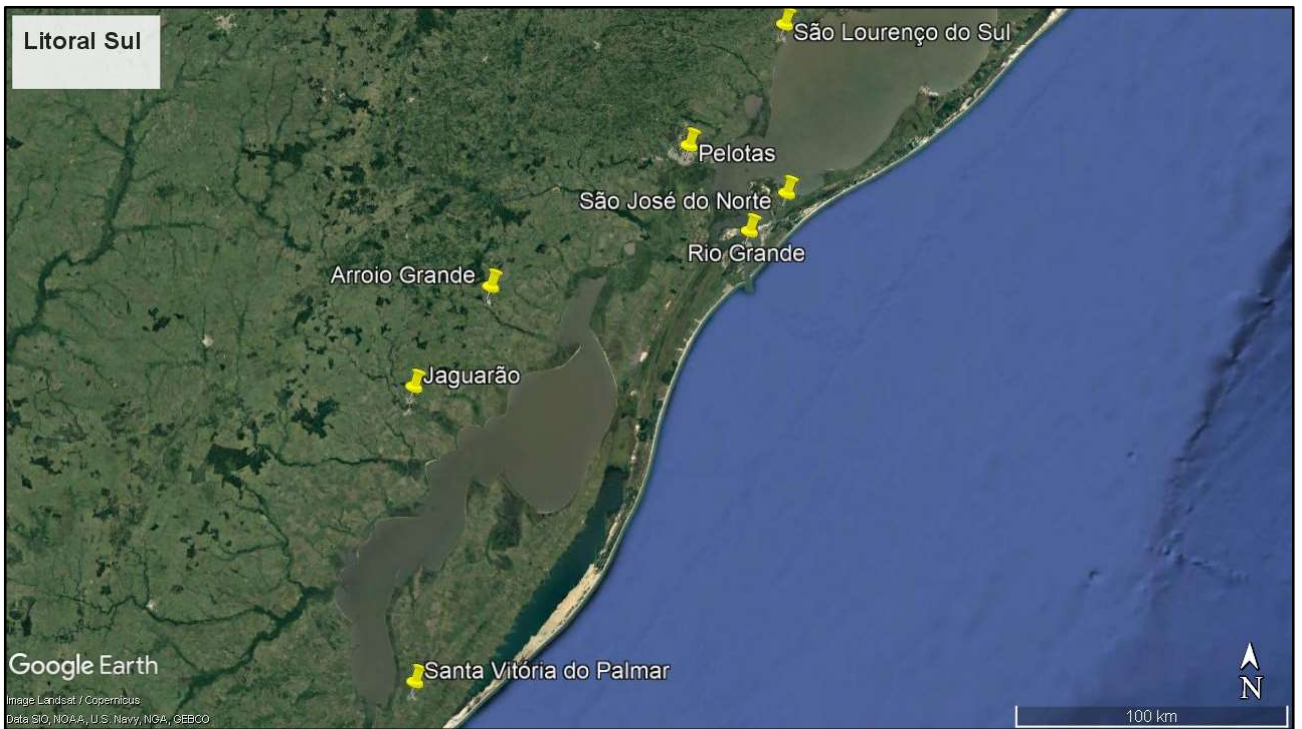 Litoral Sul
São Lourenço do Sul
Pelotas
São José do Norte
Rio Grande
Arroio Grande
Jaguarão
Santa Vitória do Palmar
Google Earth
Image Landsat / Copernicus
Data SIO, NOAA, U.S. Navy, NGA, GEBCO
N
100 km